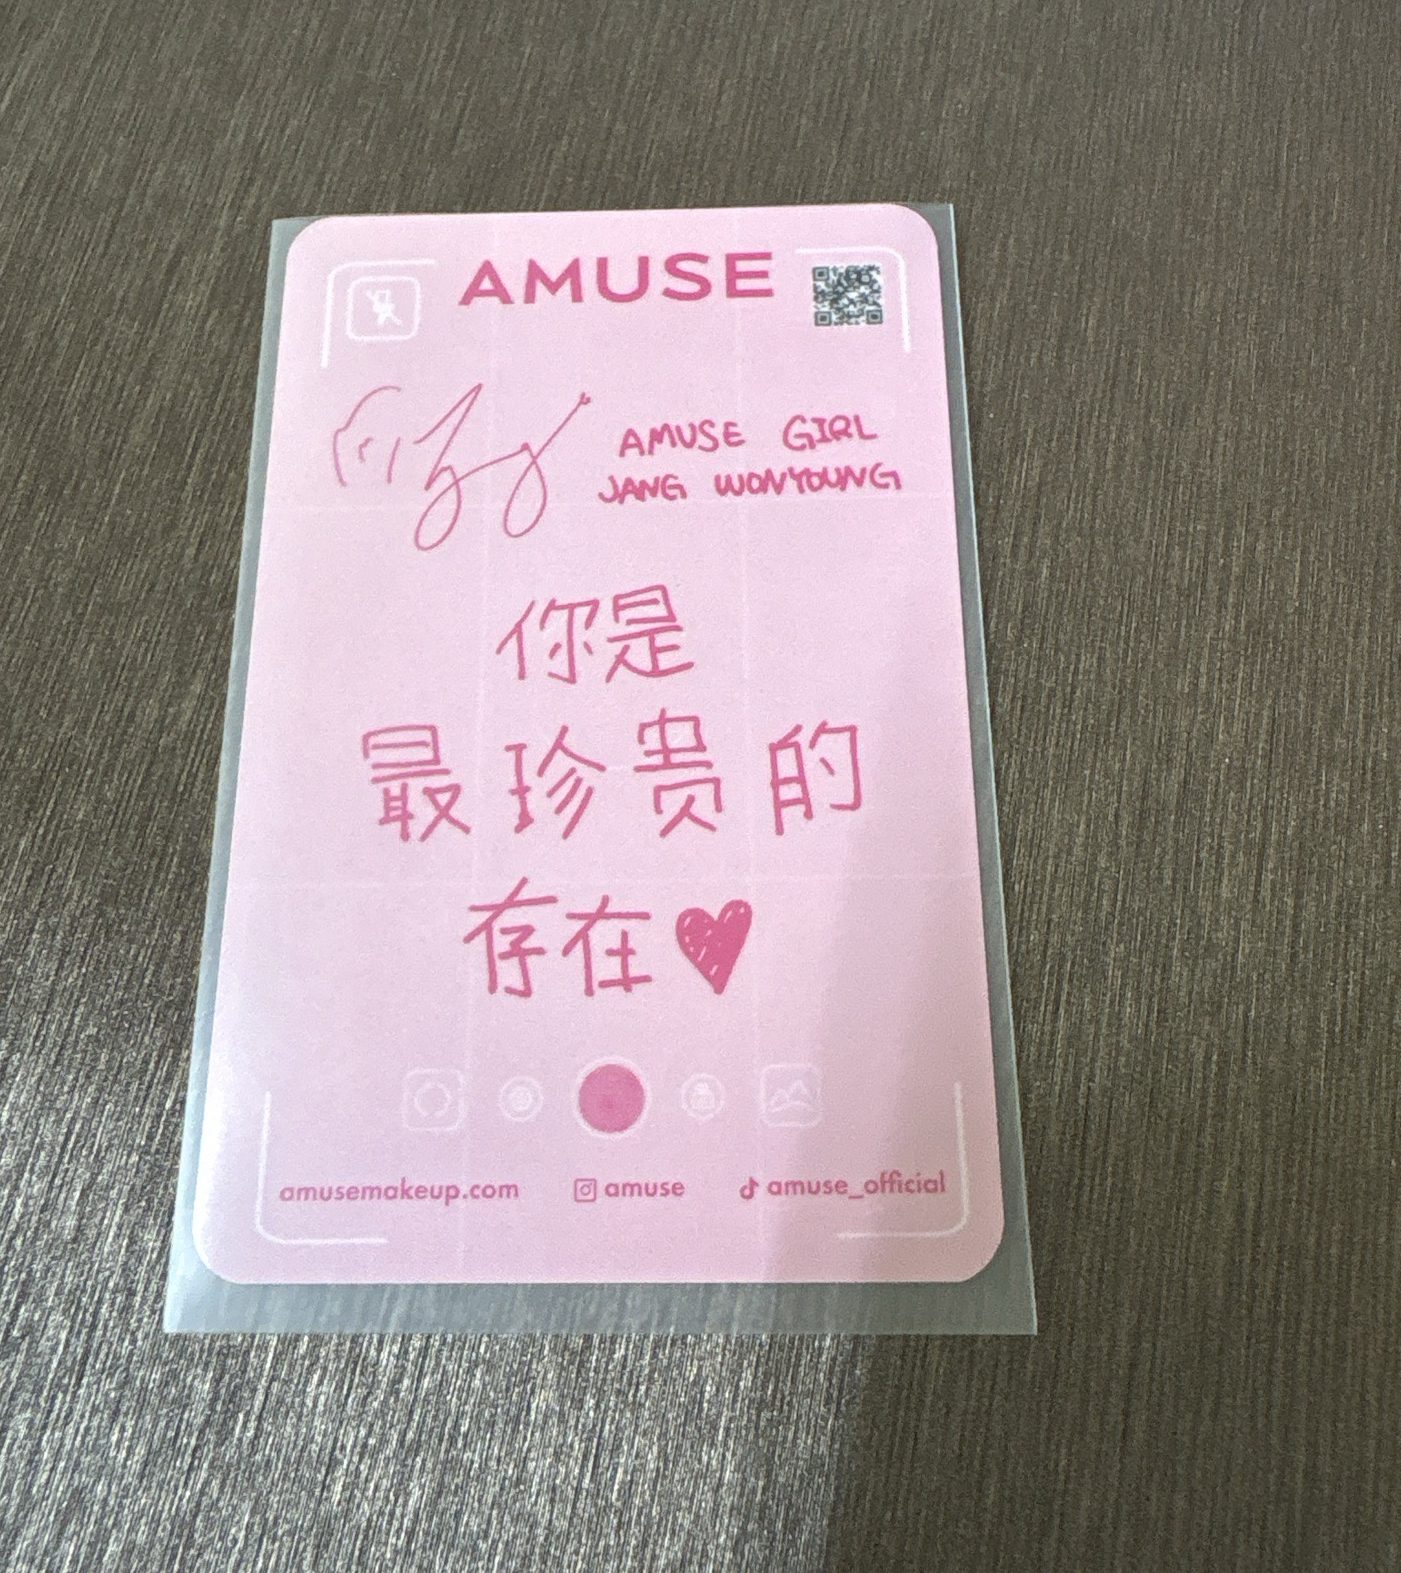 AMUSE
AMUSE GIRL
JANG WONYOUNG
你是
最珍贵的
存在
amusemakeup.com amuse amuse_official